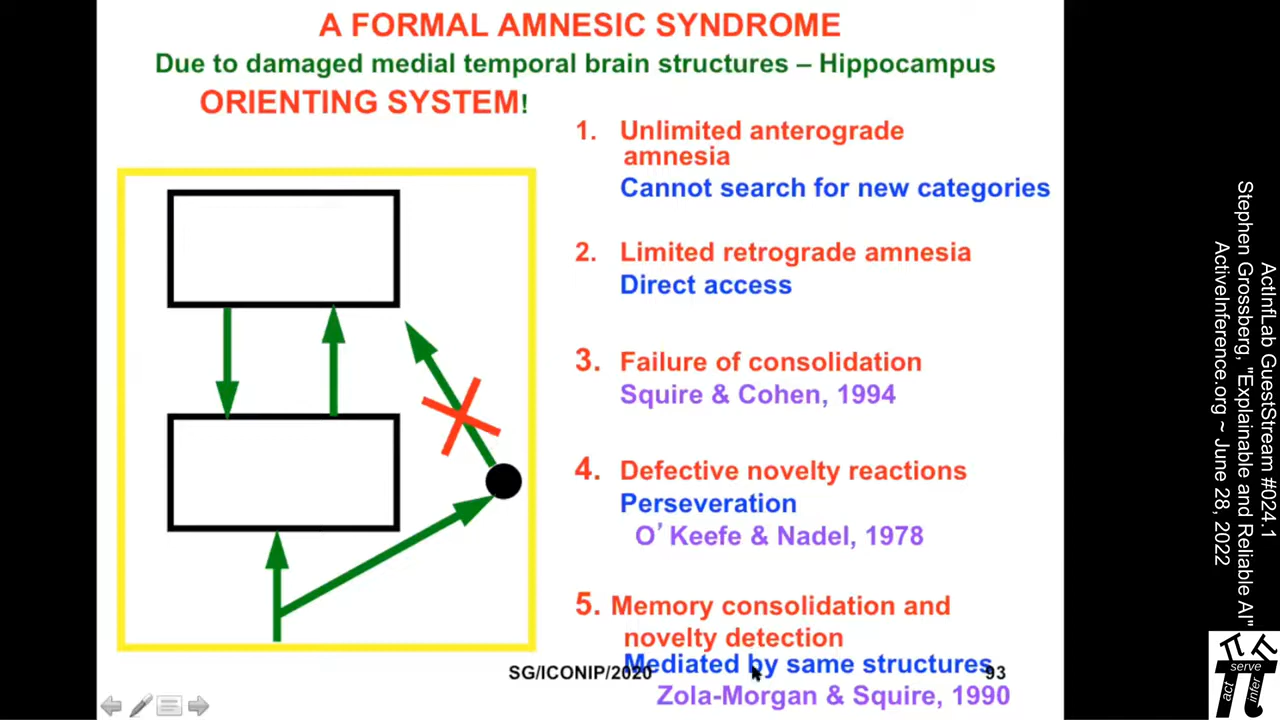 A FORMAL AMNESIC SYNDROME
Due to damaged medial temporal brain structures – Hippocampus
ORIENTING SYSTEM!
1. Unlimited anterograde
amnesia
Cannot search for new categories
2. Limited retrograde amnesia
Direct access
3. Failure of consolidation
Squire & Cohen, 1994
4. Defective novelty reactions
Perseveration
O’ Keefe & Nadel, 1978
5. Memory consolidation and
novelty detection
Mediated by same structures
Zola-Morgan & Squire, 1990
SG/ICONIP/2020
93
ActInfLab GuestStream #024.1
Stephen Grossberg, "Explainable and Reliable AI"
ActiveInference.org ~ June 28, 2022
serve
act
infer